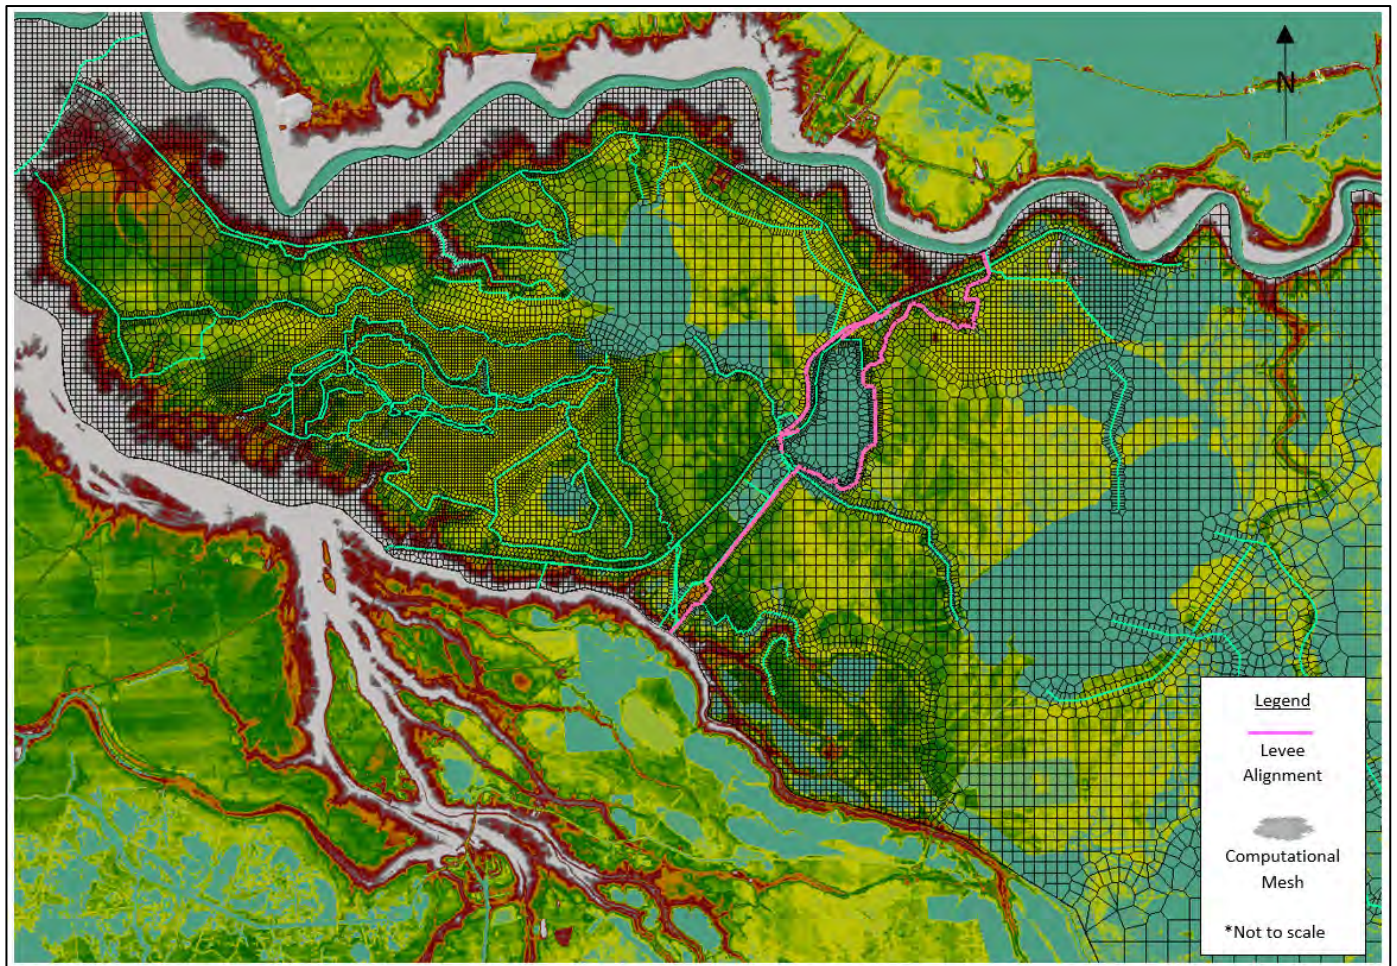 N
Legend
Levee
Alignment
Computational
Mesh
*Not to scale